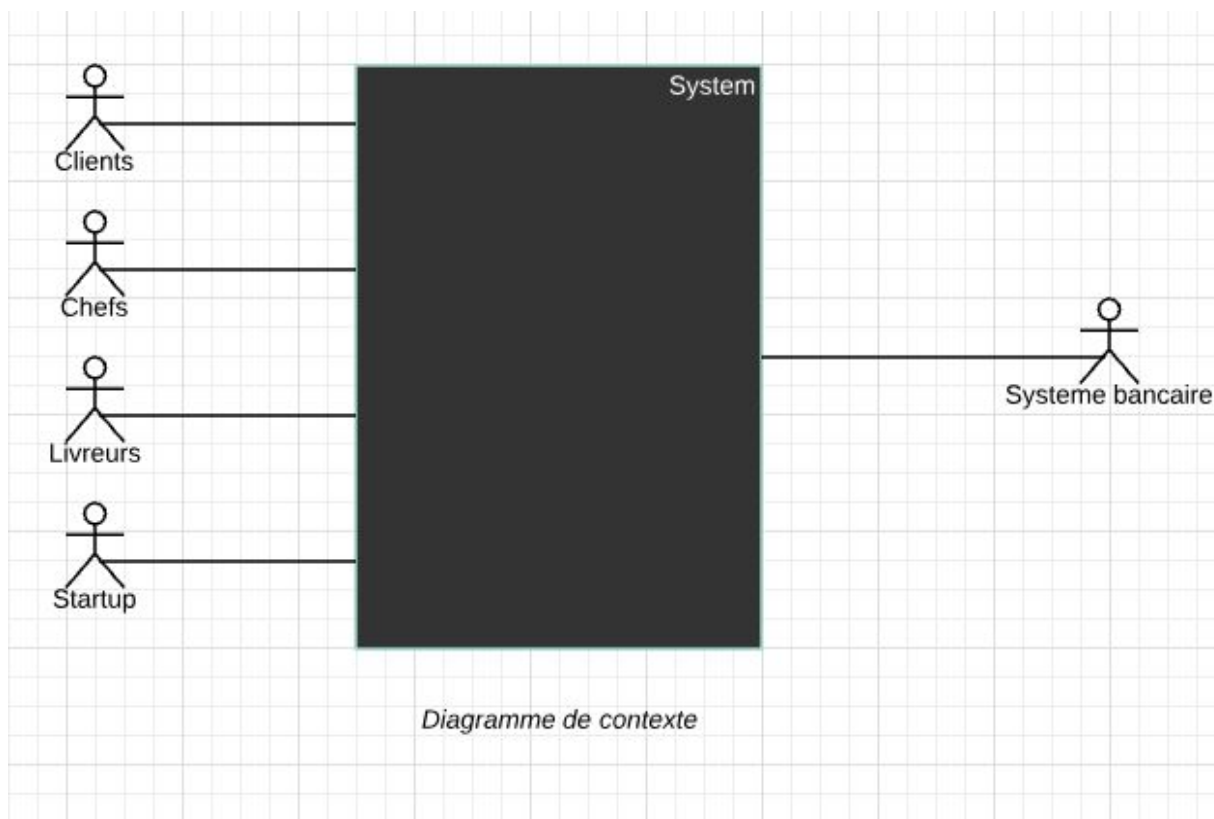 System
Clients
Chefs
Livreurs
Startup
Systeme bancaire
Diagramme de contexte